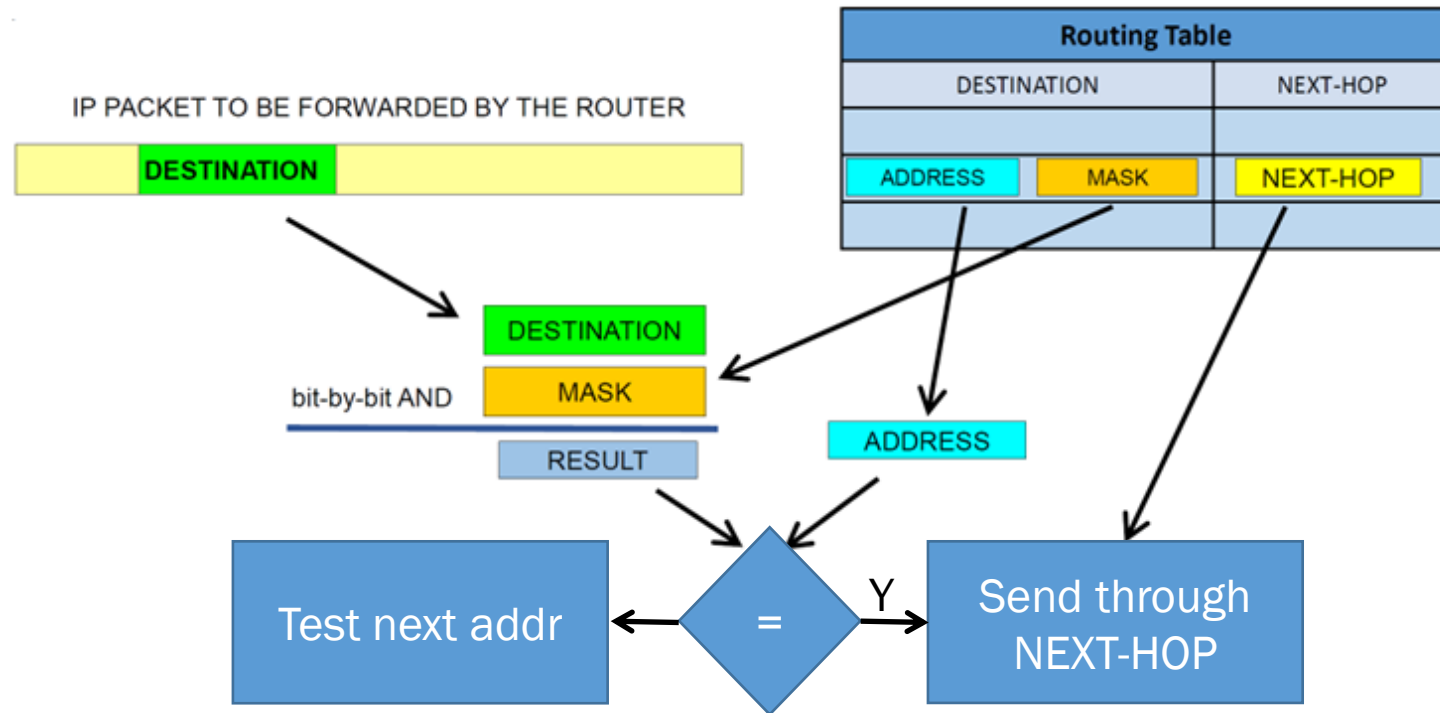 Routing Table
DESTINATION NEXT-HOP
IP PACKET TO BE FORWARDED BY THE ROUTER
DESTINATION
ADDRESS MASK NEXT-HOP
DESTINATION
bit-by-bit AND MASK
RESULT
ADDRESS
Test next addr
=
Y
Send through
NEXT-HOP